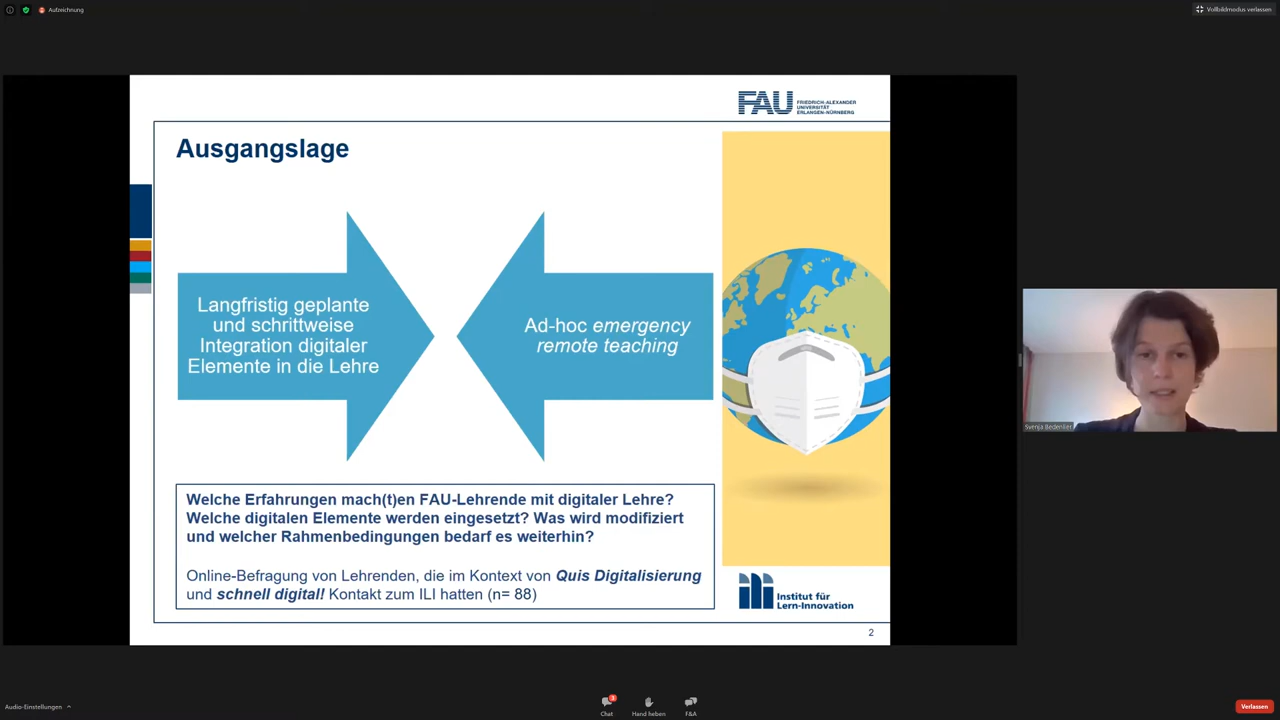 Aufzeichnung
Vollbildmodus verlassen
FAU
FRIEDRICH-ALEXANDER
UNIVERSITÄT
ERLANGEN-NÜRNBERG
Ausgangslage
Langfristig geplante
und schrittweise
Integration digitaler
Elemente in die Lehre
Ad-hoc emergency
remote teaching
Welche Erfahrungen mach(t)en FAU-Lehrende mit digitaler Lehre?
Welche digitalen Elemente werden eingesetzt? Was wird modifiziert
und welcher Rahmenbedingungen bedarf es weiterhin?
Online-Befragung von Lehrenden, die im Kontext von Quis Digitalisierung
und schnell digital! Kontakt zum ILI hatten (n= 88)
Institut für
Lern-Innovation
2
Svenja Bedenlier
Audio-Einstellungen
3
Chat
Hand heben
F&A
Verlassen